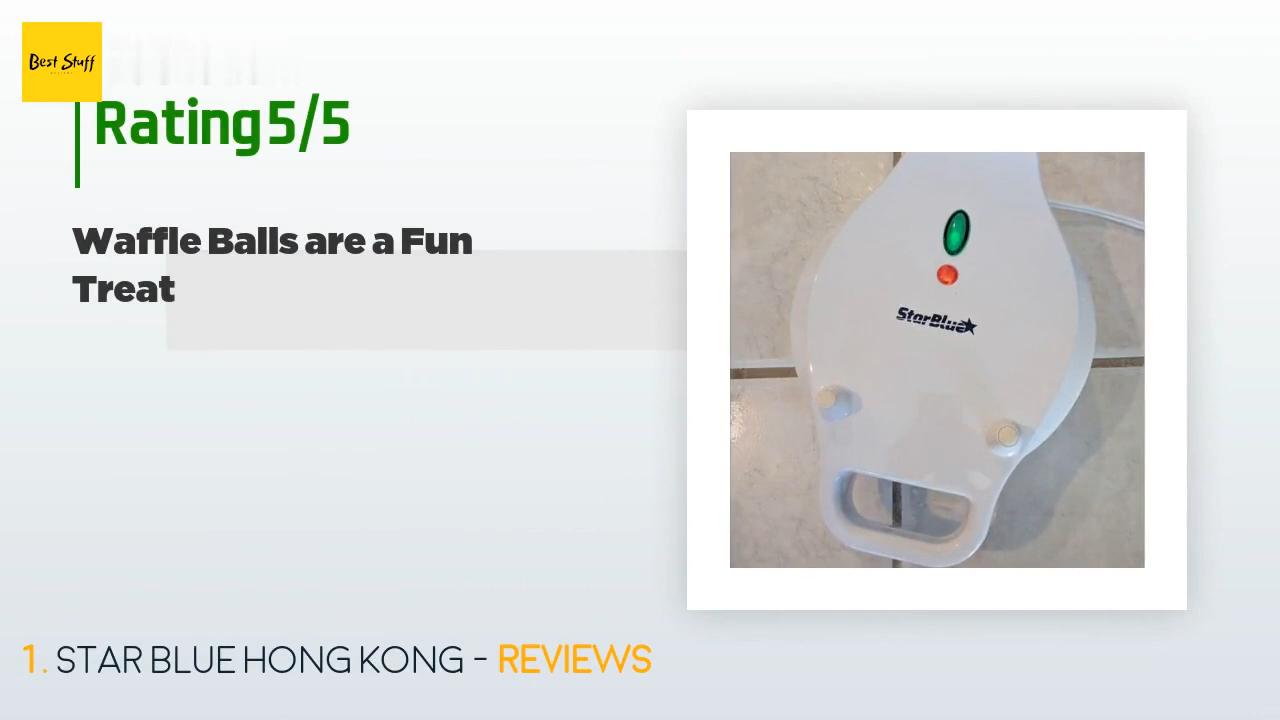 Best Stuff
Rating 5/5
Waffle Balls are a Fun
Treat
StarBlue
1. STAR BLUE HONG KONG - REVIEWS